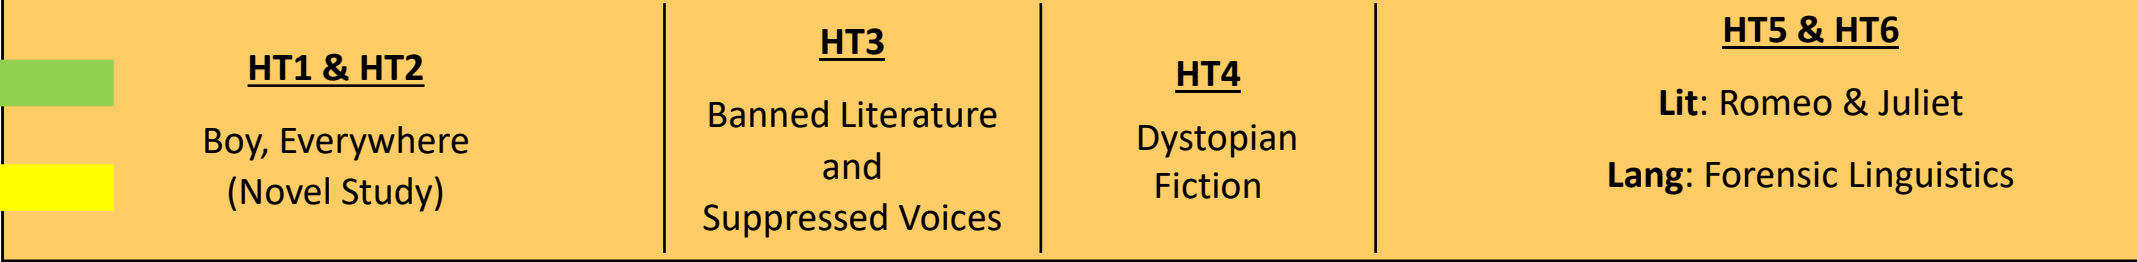 HT1 & HT2
Boy, Everywhere
(Novel Study)
HT3
Banned Literature
and
Suppressed Voices
HT4
Dystopian
Fiction
HT5 & HT6
Lit: Romeo & Juliet
Lang: Forensic Linguistics